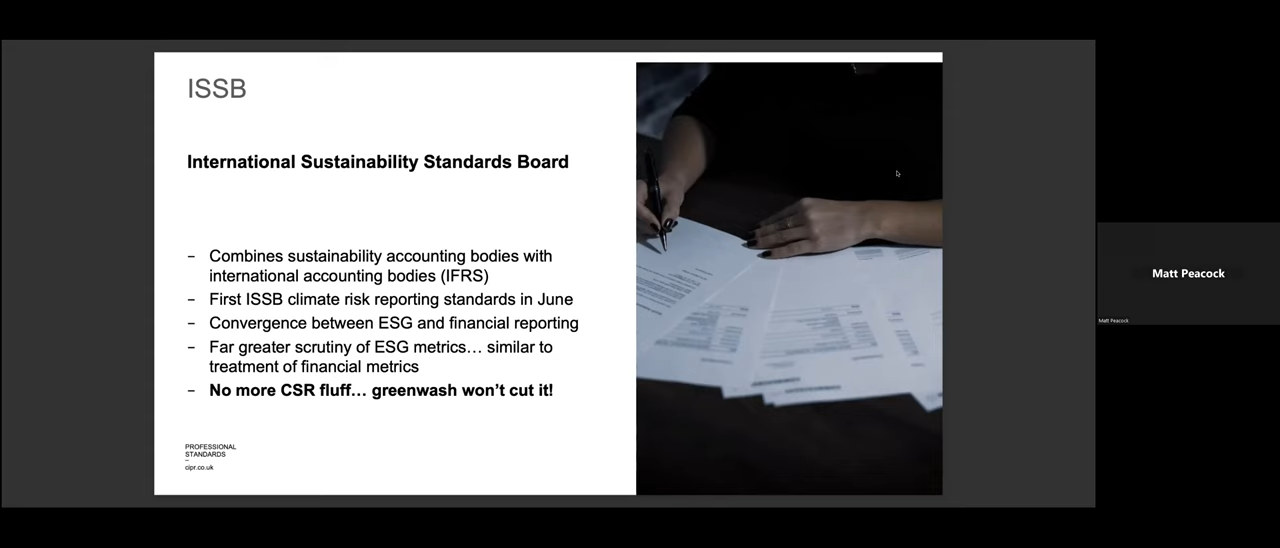 ISSB
International Sustainability Standards Board
– Combines sustainability accounting bodies with
international accounting bodies (IFRS)
– First ISSB climate risk reporting standards in June
– Convergence between ESG and financial reporting
– Far greater scrutiny of ESG metrics… similar to
treatment of financial metrics
– No more CSR fluff… greenwash won’t cut it!
PROFESSIONAL
STANDARDS
–
cipr.co.uk
Matt Peacock
Matt Peacock